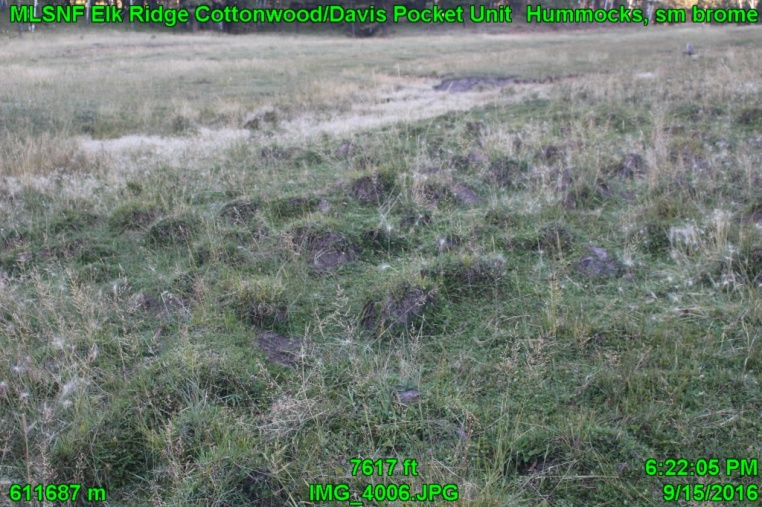 MLSNF Elk Ridge Cottonwood/Davis Pocket Unit Hummocks, sm brome
7617 ft 6:22:05 PM
611687 m IMG_4006.JPG 9/15/2016